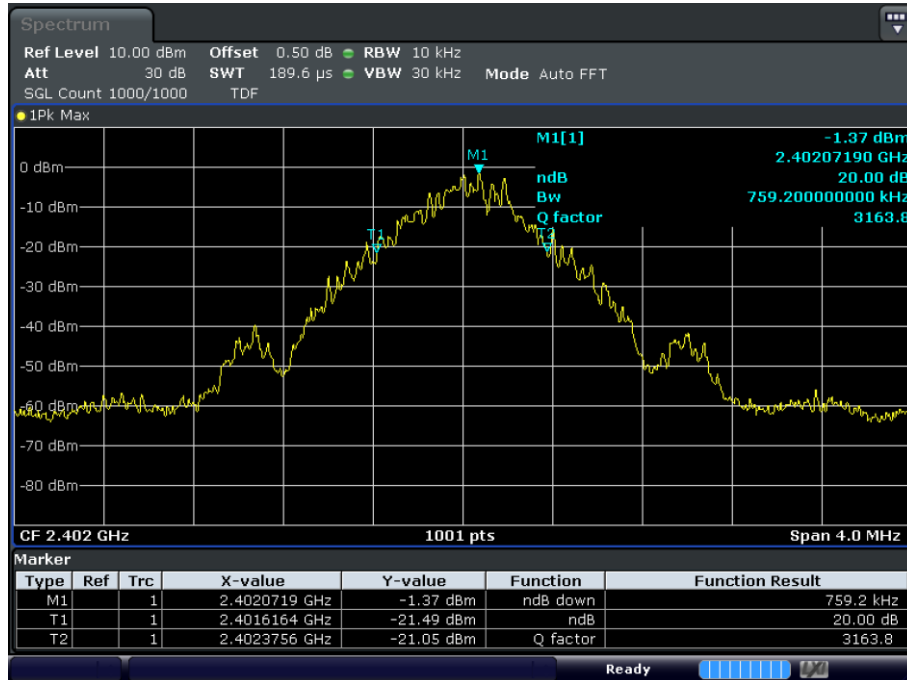 Spectrum
Ref Level 10.00 dBm Offset 0.50 dB RBW 10 kHz
Att 30 dB SWT 189.6 µs VBW 30 kHz Mode Auto FFT
SGL Count 1000/1000 TDF
1Pk Max
M1[1] -1.37 dBm
2.40207190 GHz
M1
0 dBm
ndB 20.00 dB
Bw 759.200000000 kHz
-10 dBm
Q factor 3163.8
T1 T2
-20 dBm
-30 dBm
-40 dBm
-50 dBm
-60 dBm
-70 dBm
-80 dBm
CF 2.402 GHz 1001 pts Span 4.0 MHz
Marker
Type Ref Trc X-value Y-value Function Function Result
M1 1 2.4020719 GHz -1.37 dBm ndB down 759.2 kHz
T1 1 2.4016164 GHz -21.49 dBm ndB 20.00 dB
T2 1 2.4023756 GHz -21.05 dBm Q factor 3163.8
Ready